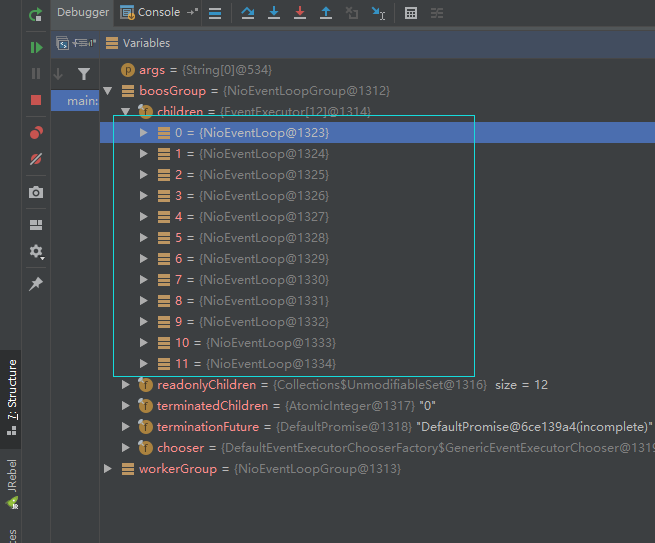 Debugger Console
Variables
"main:
args = {String[0]@534}
boosGroup = {NioEventLoopGroup@1312}
children = {EventExecutor[12]@1314}
0 = {NioEventLoop@1323}
1 = {NioEventLoop@1324}
2 = {NioEventLoop@1325}
3 = {NioEventLoop@1326}
4 = {NioEventLoop@1327}
5 = {NioEventLoop@1328}
6 = {NioEventLoop@1329}
7 = {NioEventLoop@1330}
8 = {NioEventLoop@1331}
9 = {NioEventLoop@1332}
10 = {NioEventLoop@1333}
11 = {NioEventLoop@1334}
readonlyChildren = {Collections$UnmodifiableSet@1316} size = 12
terminatedChildren = {AtomicInteger@1317} "0"
terminationFuture = {DefaultPromise@1318} "DefaultPromise@6ce139a4(incomplete)"
chooser = {DefaultEventExecutorChooserFactory$GenericEventExecutorChooser@1319
workerGroup = {NioEventLoopGroup@1313}
7: Structure
JRebel